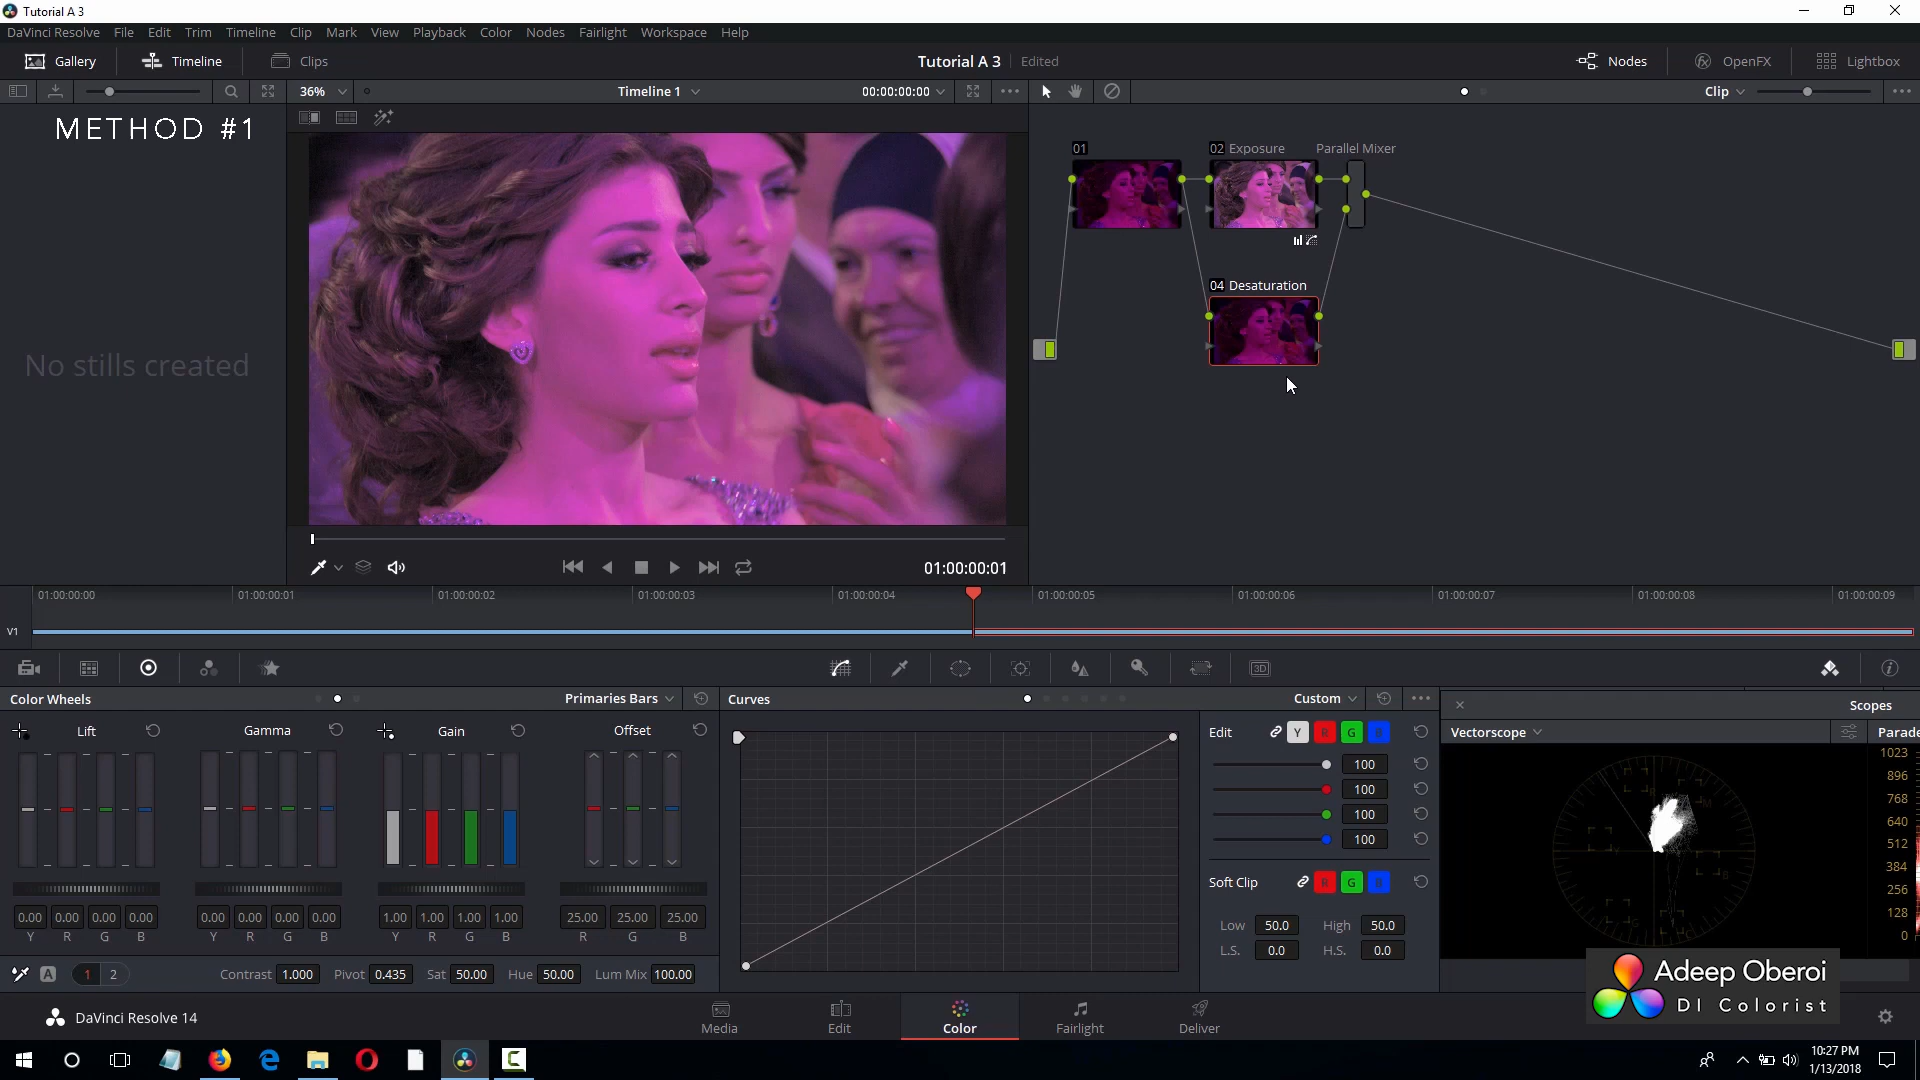 Tutorial A 3
DaVinci Resolve File Edit Trim Timeline Clip Mark View Playback Color Nodes Fairlight Workspace Help
Gallery Timeline Clips Tutorial A 3 Edited Nodes OpenFX Lightbox
36% Timeline 1 00:00:00:00 Clip
METHOD #1
01 02 Exposure Parallel Mixer
04 Desaturation
No stills created
01:00:00:01
01:00:00:00 01:00:00:01 01:00:00:02 01:00:00:03 01:00:00:04 01:00:00:05 01:00:00:06 01:00:00:07 01:00:00:08 01:00:00:09
V1
3D
Color Wheels Primaries Bars Curves Custom Scopes
Lift Gamma Gain Offset
Edit Y R G B
Vectorscope Parade
100
100
100
100
1023
896
768
640
512
384
256
128
0
Soft Clip R G B
Low 50.0 High 50.0
L.S. 0.0 H.S. 0.0
0.00 0.00 0.00 0.00 0.00 0.00 0.00 0.00 1.00 1.00 1.00 1.00 25.00 25.00 25.00
Y R G B Y R G B Y R G B R G B
A 1 2 Contrast 1.000 Pivot 0.435 Sat 50.00 Hue 50.00 Lum Mix 100.00
Adeep Oberoi
DI Colorist
DaVinci Resolve 14
Media Edit Color Fairlight Deliver
10:27 PM
1/13/2018